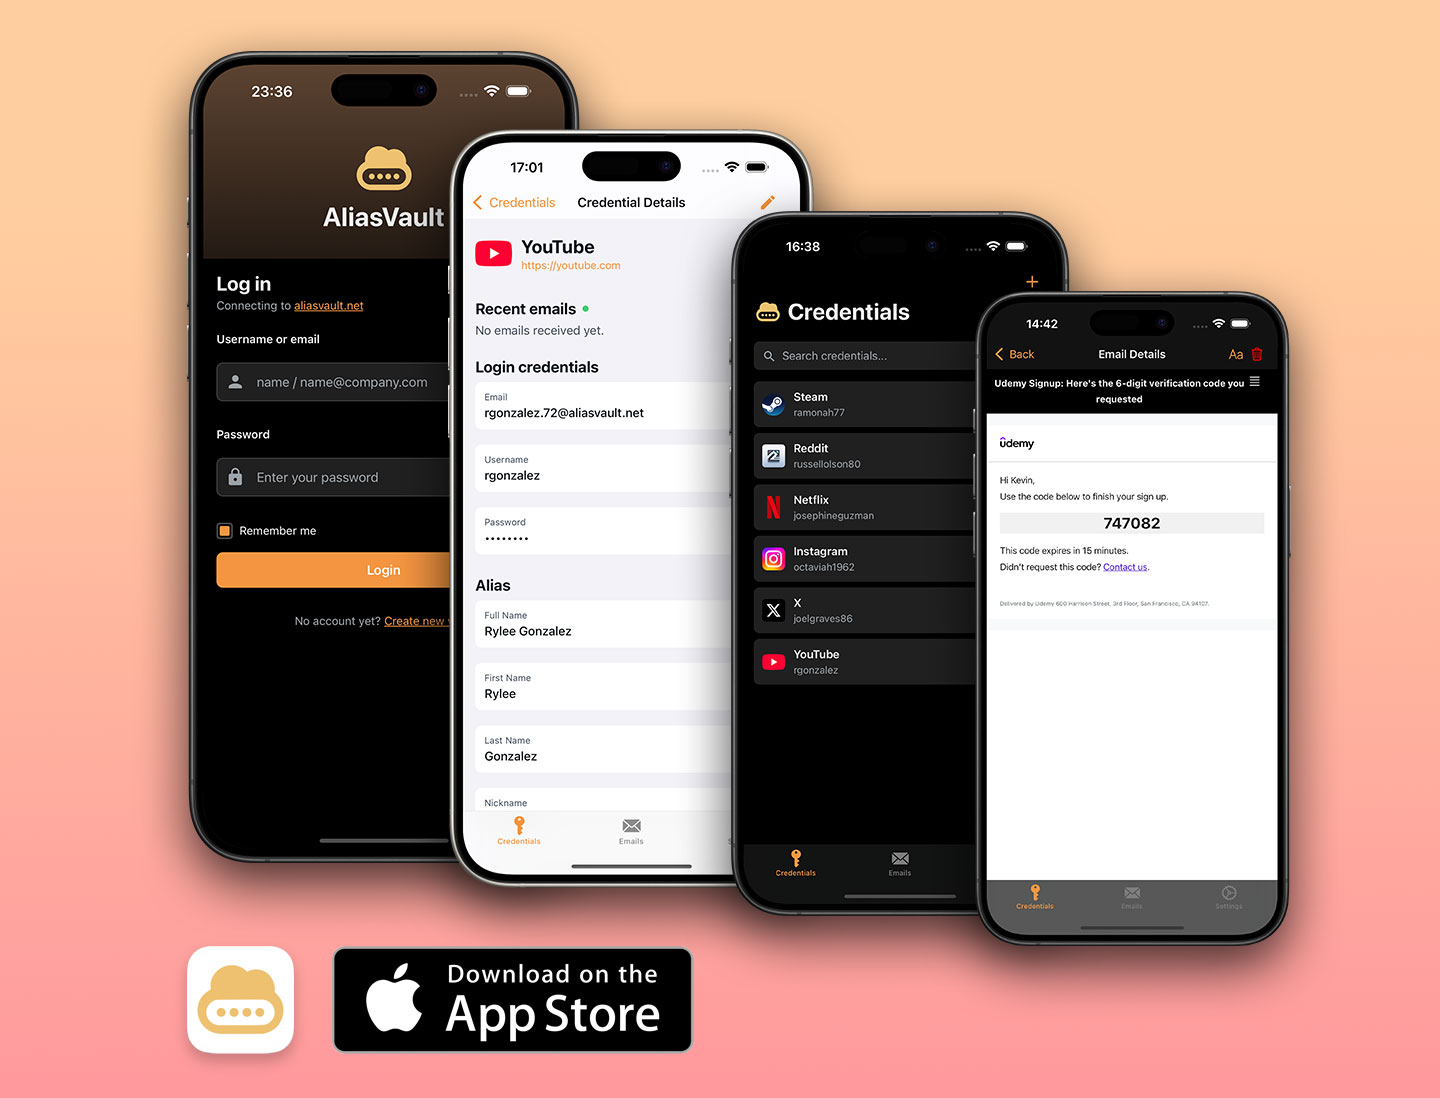 23:36
AliasVault
Log in
Connecting to aliasvault.net
Username or email
name / name@company.com
Password
Enter your password
Remember me
Login
No account yet? Create new
17:01
Credentials
Credential Details
YouTube
https://youtube.com
Recent emails
No emails received yet.
Login credentials
Email
rgonzalez.72@aliasvault.net
Username
rgonzalez
Password
••••••••
Alias
Full Name
Rylee Gonzalez
First Name
Rylee
Last Name
Gonzalez
Nickname
Credentials
Emails
16:38
Credentials
Search credentials...
Steam
ramonah77
Reddit
russellolson80
Netflix
josephineguzman
Instagram
octaviah1962
X
joelgraves86
YouTube
rgonzalez
Credentials
Emails
14:42
Back
Email Details
Aa
Udemy Signup: Here's the 6-digit verification code you
requested
udemy
Hi Kevin,
Use the code below to finish your sign up.
747082
This code expires in 15 minutes.
Didn't request this code? Contact us.
Delivered by Udemy 600 Harrison Street, 3rd Floor, San Francisco, CA 94107.
Credentials
Emails
Settings
Download on the
App Store